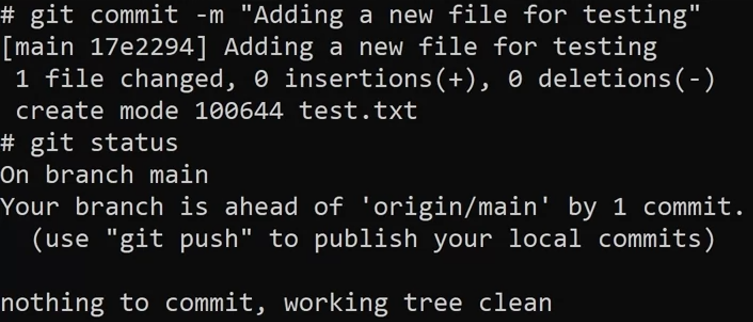 # git commit -m "Adding a new file for testing"
[main 17e2294] Adding a new file for testing
 1 file changed, 0 insertions(+), 0 deletions(-)
 create mode 100644 test.txt
# git status
On branch main
Your branch is ahead of 'origin/main' by 1 commit.
  (use "git push" to publish your local commits)

nothing to commit, working tree clean